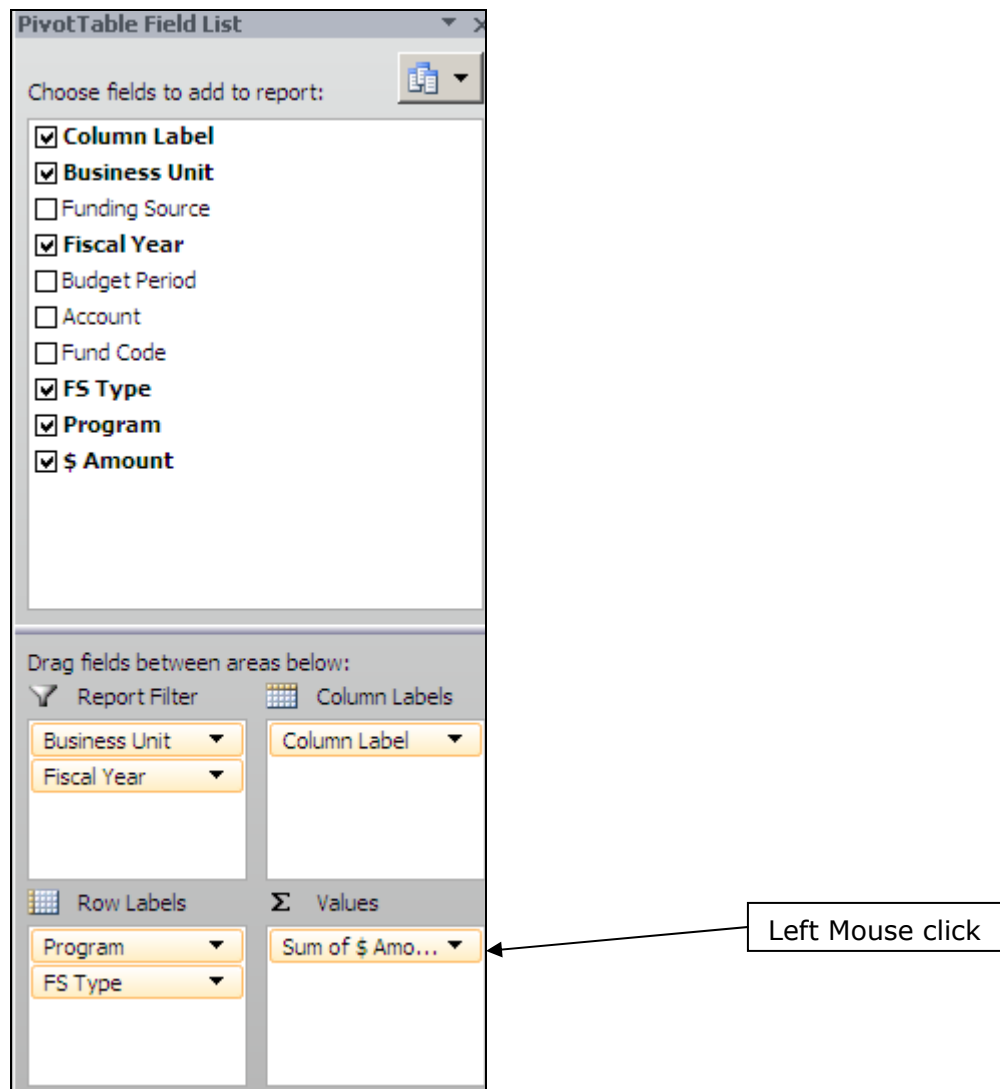 PivotTable Field List
Choose fields to add to report:
Column Label
Business Unit
Funding Source
Fiscal Year
Budget Period
Account
Fund Code
FS Type
Program
$ Amount
Drag fields between areas below:
Report Filter
Column Labels
Business Unit
Column Label
Fiscal Year
Row Labels
Σ Values
Program
Sum of $ Amo...
FS Type
Left Mouse click